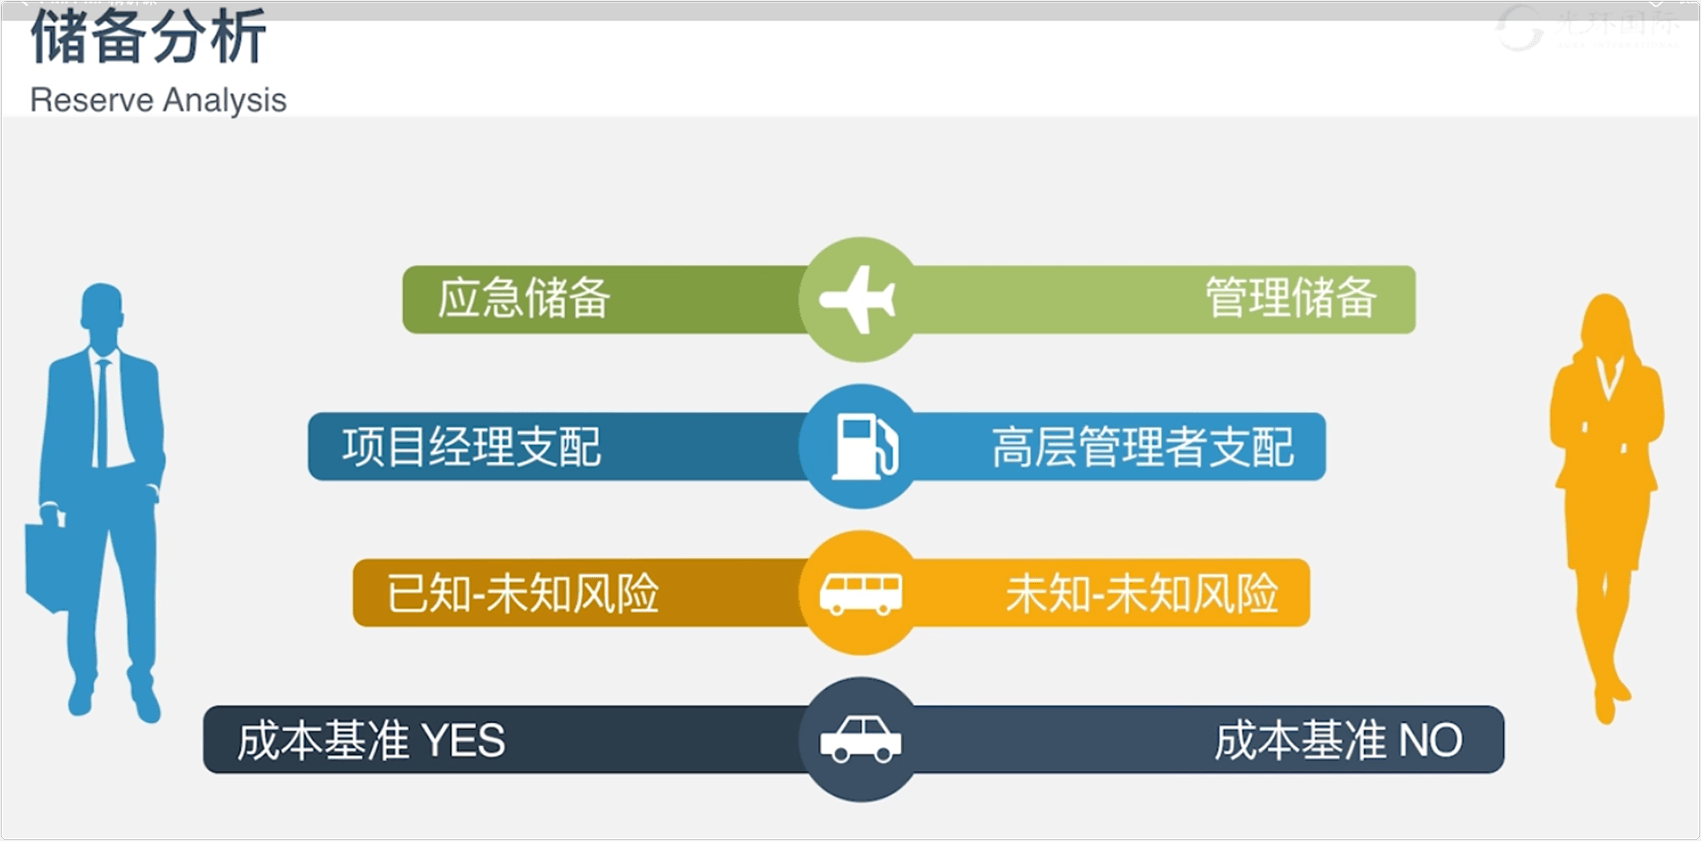 储备分析
光环国际
Reserve Analysis
应急储备 管理储备
项目经理支配 高层管理者支配
已知-未知风险 未知-未知风险
成本基准 YES 成本基准 NO